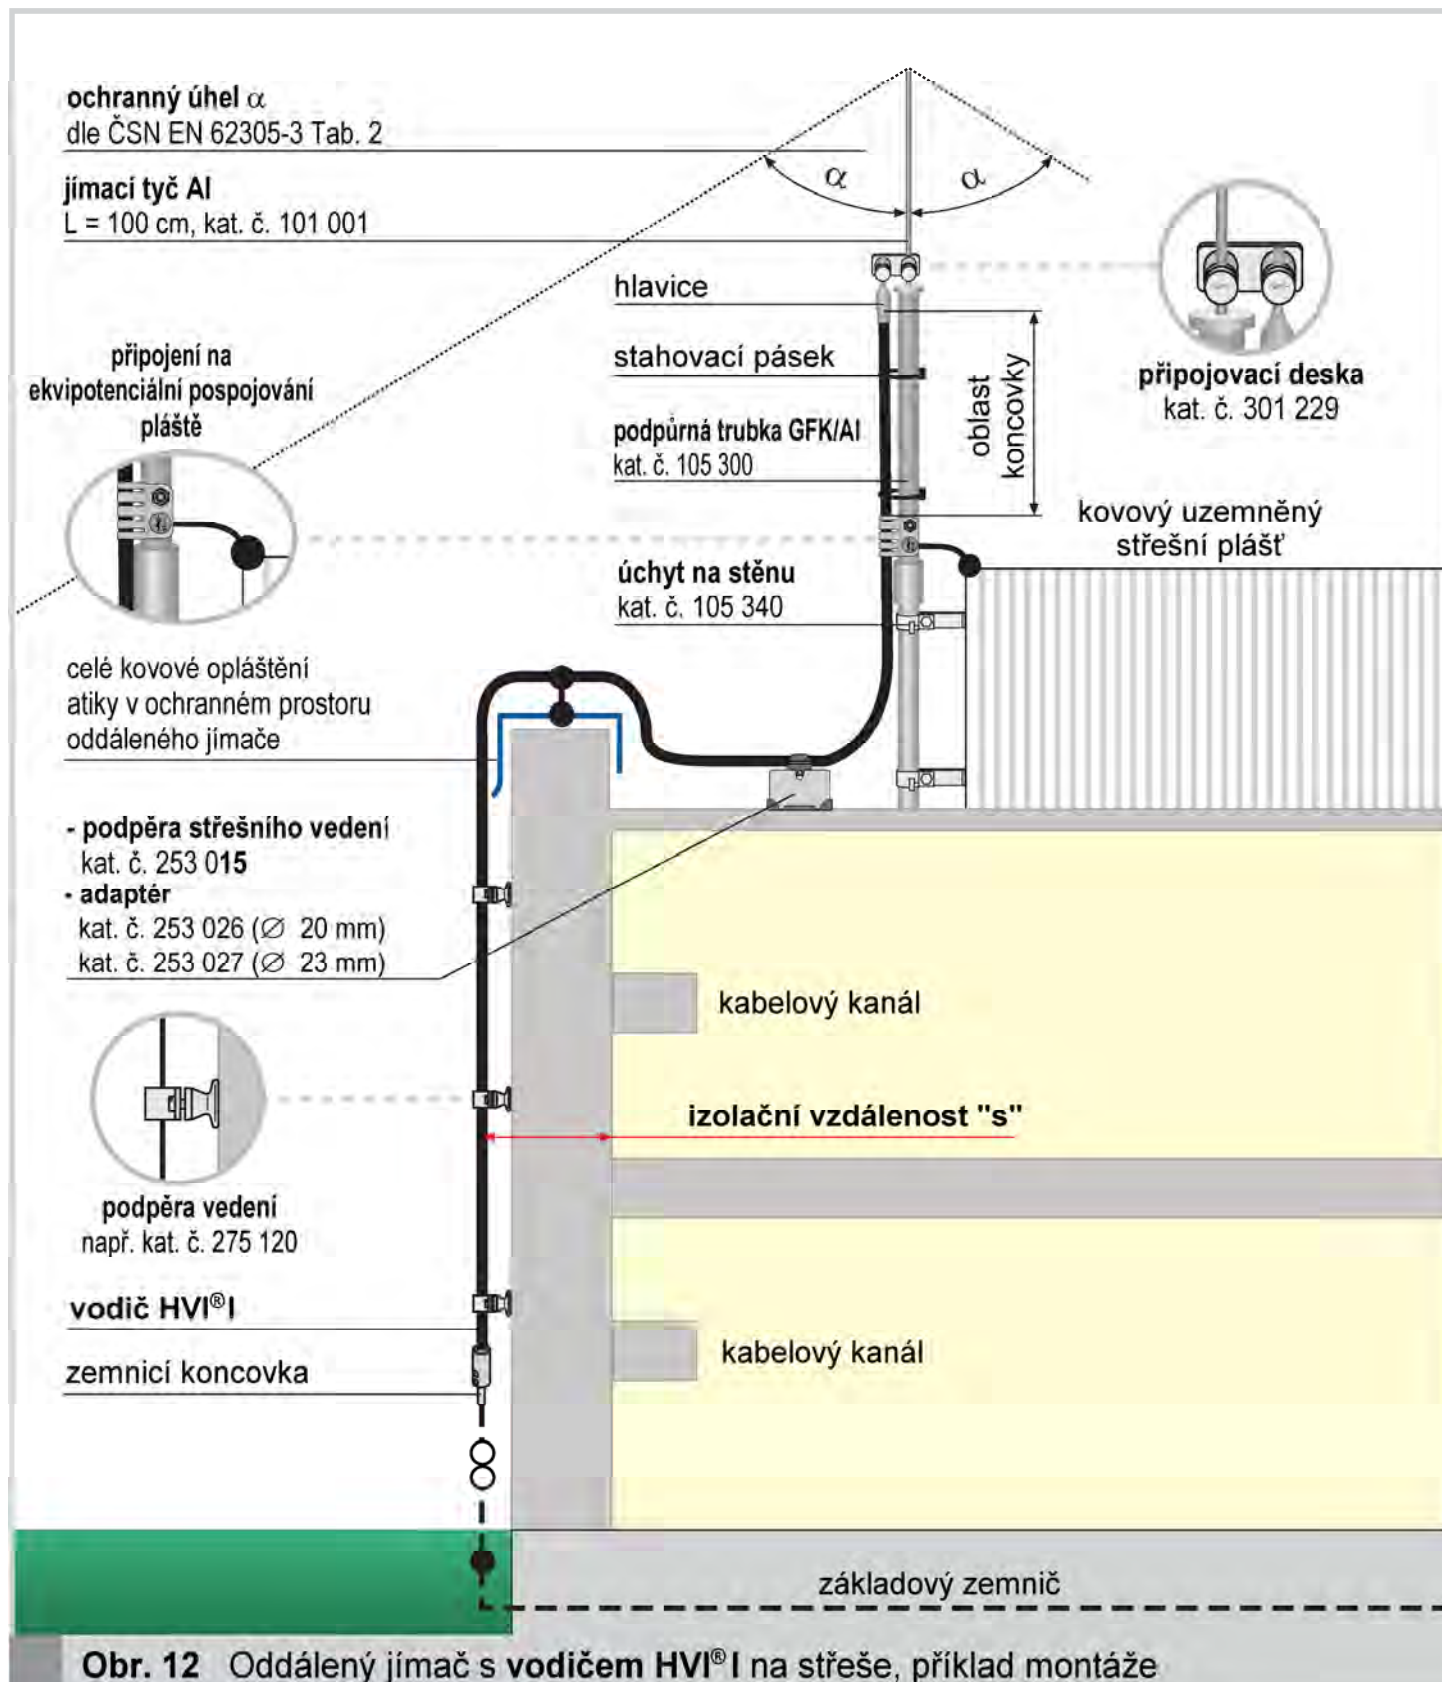 ochranný úhel α
dle ČSN EN 62305-3 Tab. 2
jímací tyč Al
L = 100 cm, kat. č. 101 001
α
α
hlavice
stahovací pásek
podpůrná trubka GFK/Al
kat. č. 105 300
oblast
koncovky
připojovací deska
kat. č. 301 229
připojení na
ekvipotenciální pospojování
pláště
kovový uzemněný
střešní plášť
úchyt na stěnu
kat. č. 105 340
celé kovové opláštění
atiky v ochranném prostoru
oddáleného jímače
- podpěra střešního vedení
kat. č. 253 015
- adaptér
kat. č. 253 026 (∅ 20 mm)
kat. č. 253 027 (∅ 23 mm)
kabelový kanál
izolační vzdálenost "s"
podpěra vedení
např. kat. č. 275 120
vodič HVI®I
zemnicí koncovka
kabelový kanál
základový zemnič
Obr. 12 Oddálený jímač s vodičem HVI®I na střeše, příklad montáže